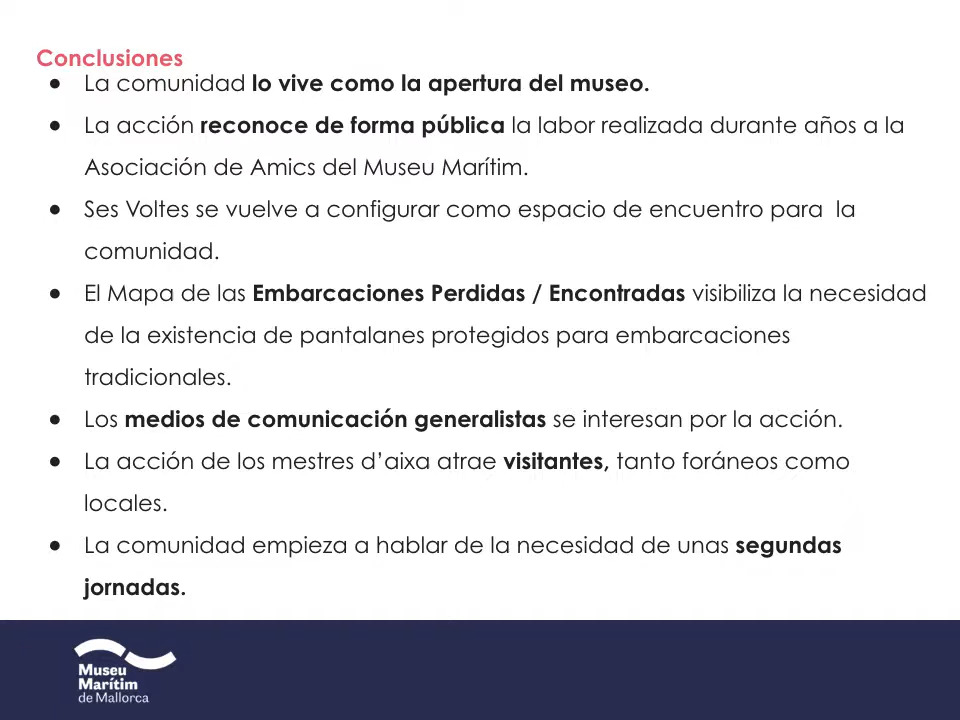 Conclusiones
● La comunidad lo vive como la apertura del museo.
● La acción reconoce de forma pública la labor realizada durante años a la
Asociación de Amics del Museu Marítim.
● Ses Voltes se vuelve a configurar como espacio de encuentro para  la
comunidad.
● El Mapa de las Embarcaciones Perdidas / Encontradas visibiliza la necesidad
de la existencia de pantalanes protegidos para embarcaciones
tradicionales.
● Los medios de comunicación generalistas se interesan por la acción.
● La acción de los mestres d’aixa atrae visitantes, tanto foráneos como
locales.
● La comunidad empieza a hablar de la necesidad de unas segundas
jornadas.
Museu
Marítim
de Mallorca